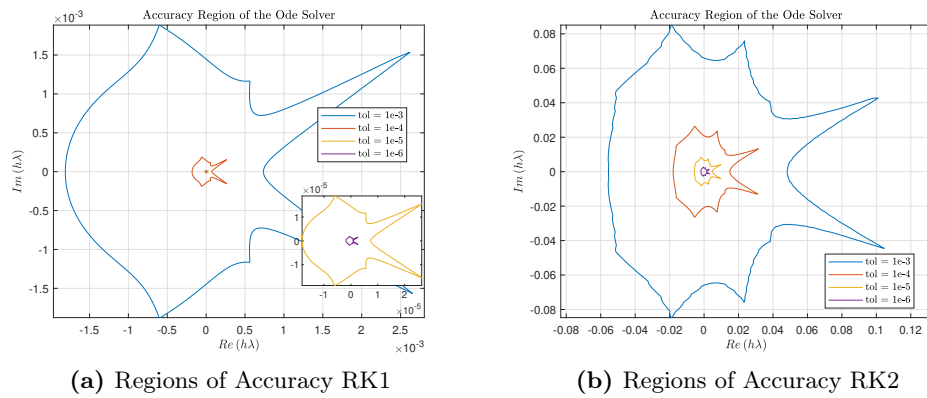 Accuracy Region of the Ode Solver
×10⁻³
1.5
1
0.5
0
-0.5
-1
-1.5
Im (hλ)
tol = 1e-3
tol = 1e-4
tol = 1e-5
tol = 1e-6
×10⁻⁵
1
0
-1
-1
0
1
2
×10⁻⁵
-1.5
-1
-0.5
0
0.5
1
1.5
2
2.5
×10⁻³
Re (hλ)
(a) Regions of Accuracy RK1
Accuracy Region of the Ode Solver
0.08
0.06
0.04
0.02
0
-0.02
-0.04
-0.06
-0.08
Im (hλ)
tol = 1e-3
tol = 1e-4
tol = 1e-5
tol = 1e-6
-0.08
-0.06
-0.04
-0.02
0
0.02
0.04
0.06
0.08
0.1
0.12
Re (hλ)
(b) Regions of Accuracy RK2